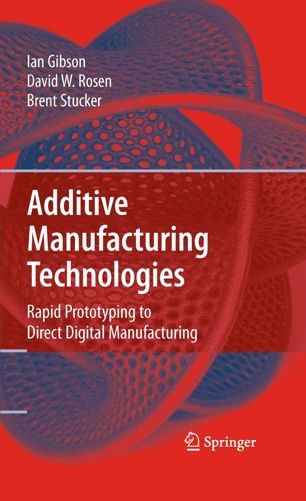 Ian Gibson
David W. Rosen
Brent Stucker
Additive
Manufacturing
Technologies
Rapid Prototyping to
Direct Digital Manufacturing
Springer